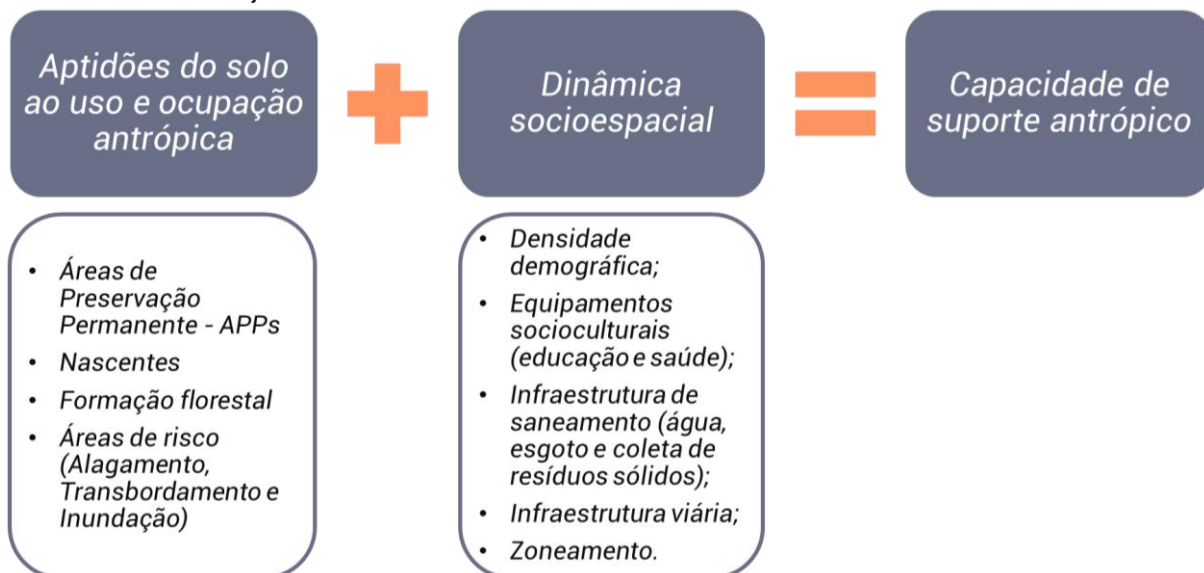 Aptidões do solo
ao uso e ocupação
antrópica
Dinâmica
socioespacial
Capacidade de
suporte antrópico
• Áreas de
Preservação
Permanente - APPs
• Nascentes
• Formação florestal
• Áreas de risco
(Alagamento,
Transbordamento e
Inundação)
• Densidade
demográfica;
• Equipamentos
socioculturais
(educação e saúde);
• Infraestrutura de
saneamento (água,
esgoto e coleta de
resíduos sólidos);
• Infraestrutura viária;
• Zoneamento.